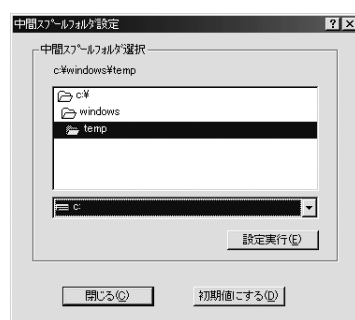 中間ｽﾌﾟｰﾙﾌｫﾙﾀﾞ設定
中間ｽﾌﾟｰﾙﾌｫﾙﾀﾞ選択
c:¥windows¥temp
c:¥
windows
temp
c:
設定実行(E)
閉じる(C)
初期値にする(D)